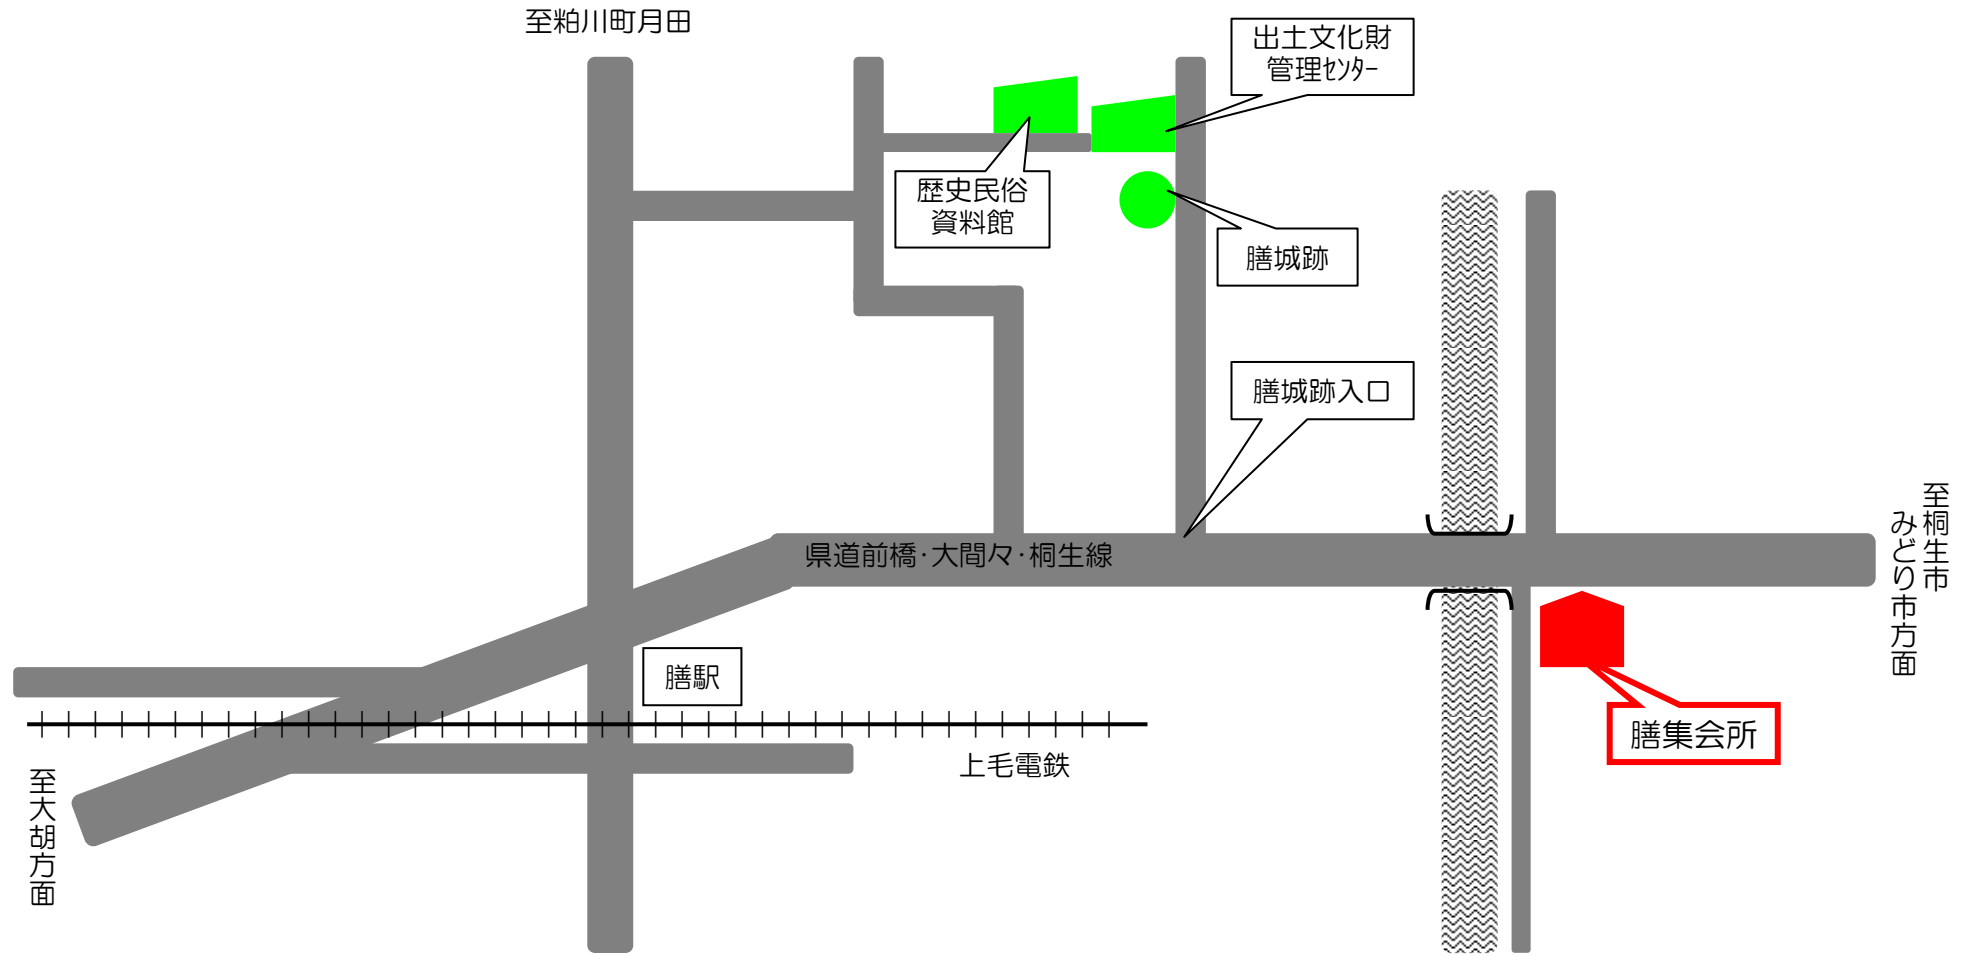 至粕川町月田
出土文化財
管理ｾﾝﾀｰ
歴史民俗
資料館
膳城跡
膳城跡入口
県道前橋･大間々･桐生線
至桐生市
みどり市方面
膳駅
膳集会所
上毛電鉄
至大胡方面